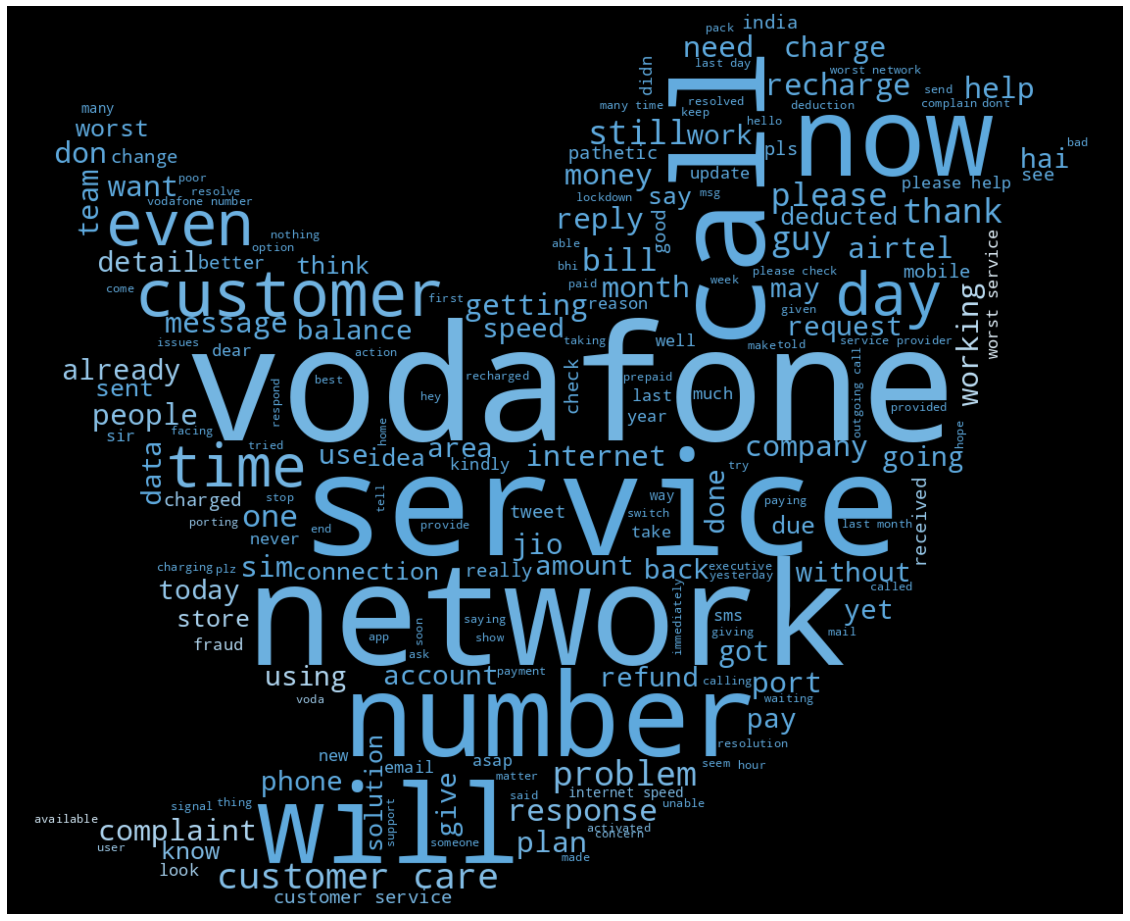 pack india
need charge
didn last day worst network
many recharge send help
many time resolved deduction complain dont
worst keep hello now
still work call bad
don change pathetic pls hai
team want poor money update please help see
resolve lockdown say msg please
vodafone number reply good deducted thank
even nothing able guy airtel
option bill week
detail better think bhi please check mobile worst service
come customer first getting paid month may day
reason given working
message balance speed taking well request
issues dear action make told service provider
already vodafone best recharged check prepaid
sent respond hey last much outgoing call provided
people year
sir facing tried home area company hope
data time use idea kindly internet going
charged stop tell service way try paying
porting one end provide tweet switch done due last month received
never jio take
charging plz sim connection really amount back executive without
today yesterday called
store network saying immediately sms yet
fraud app soon show giving mail
ask got
using account payment refund calling port
voda number waiting
pay
new solution email asap resolution
phone matter problem seem hour
will said internet speed
available signal thing support give response unable
complaint someone activated
user know plan concern
look made
customer care
customer service